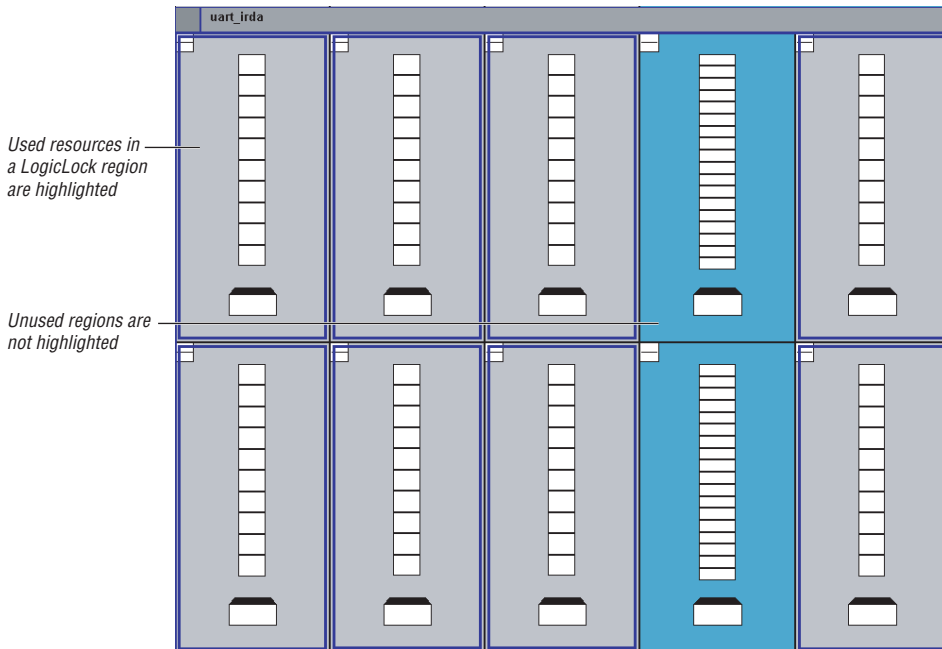 uart_irda
Used resources in
a LogicLock region
are highlighted
Unused regions are
not highlighted